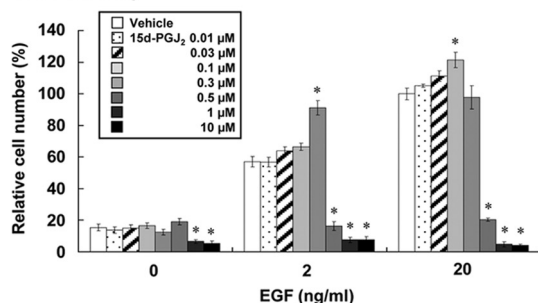 Vehicle
15d-PGJ₂ 0.01 μM
0.03 μM
0.1 μM
0.3 μM
0.5 μM
1 μM
10 μM
Relative cell number (%)
140
120
100
80
60
40
20
0
* * * * * * * * * *
0 2 20
EGF (ng/ml)